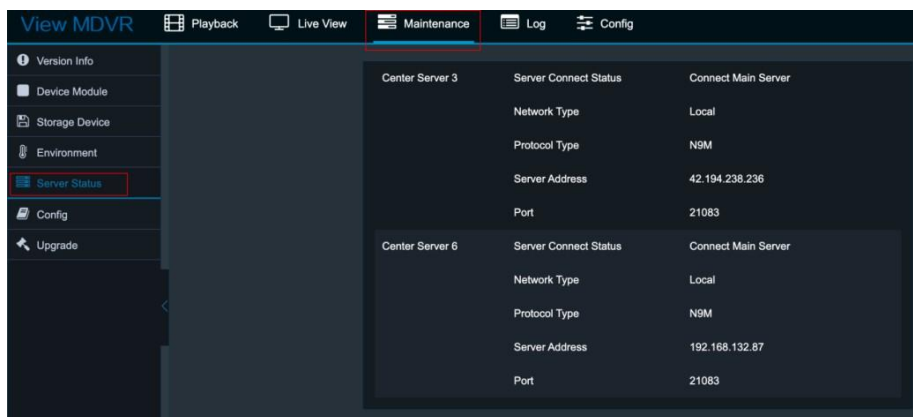 View MDVR Playback Live View Maintenance Log Config
Version Info
Device Module
Storage Device
Environment
Server Status
Config
Upgrade
Center Server 3 Server Connect Status Connect Main Server
Network Type Local
Protocol Type N9M
Server Address 42.194.238.236
Port 21083
Center Server 6 Server Connect Status Connect Main Server
Network Type Local
Protocol Type N9M
Server Address 192.168.132.87
Port 21083